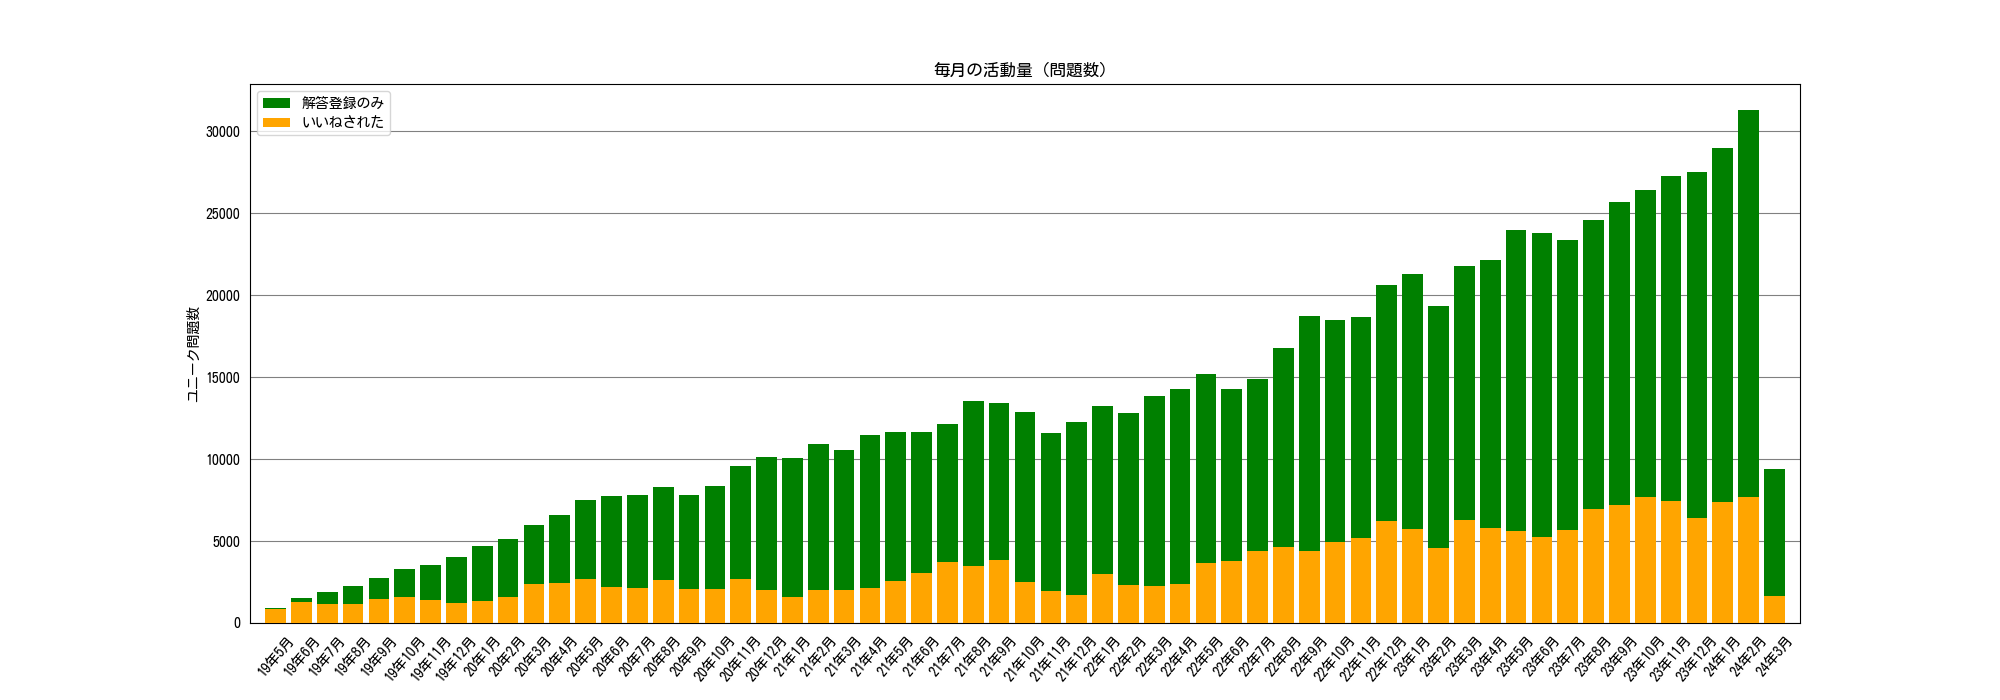 毎月の活動量（問題数）
解答登録のみ
いいねされた
ユニーク問題数
30000
25000
20000
15000
10000
5000
0
19年5月
19年6月
19年7月
19年8月
19年9月
19年10月
19年11月
19年12月
20年1月
20年2月
20年3月
20年4月
20年5月
20年6月
20年7月
20年8月
20年9月
20年10月
20年11月
20年12月
21年1月
21年2月
21年3月
21年4月
21年5月
21年6月
21年7月
21年8月
21年9月
21年10月
21年11月
21年12月
22年1月
22年2月
22年3月
22年4月
22年5月
22年6月
22年7月
22年8月
22年9月
22年10月
22年11月
22年12月
23年1月
23年2月
23年3月
23年4月
23年5月
23年6月
23年7月
23年8月
23年9月
23年10月
23年11月
23年12月
24年1月
24年2月
24年3月